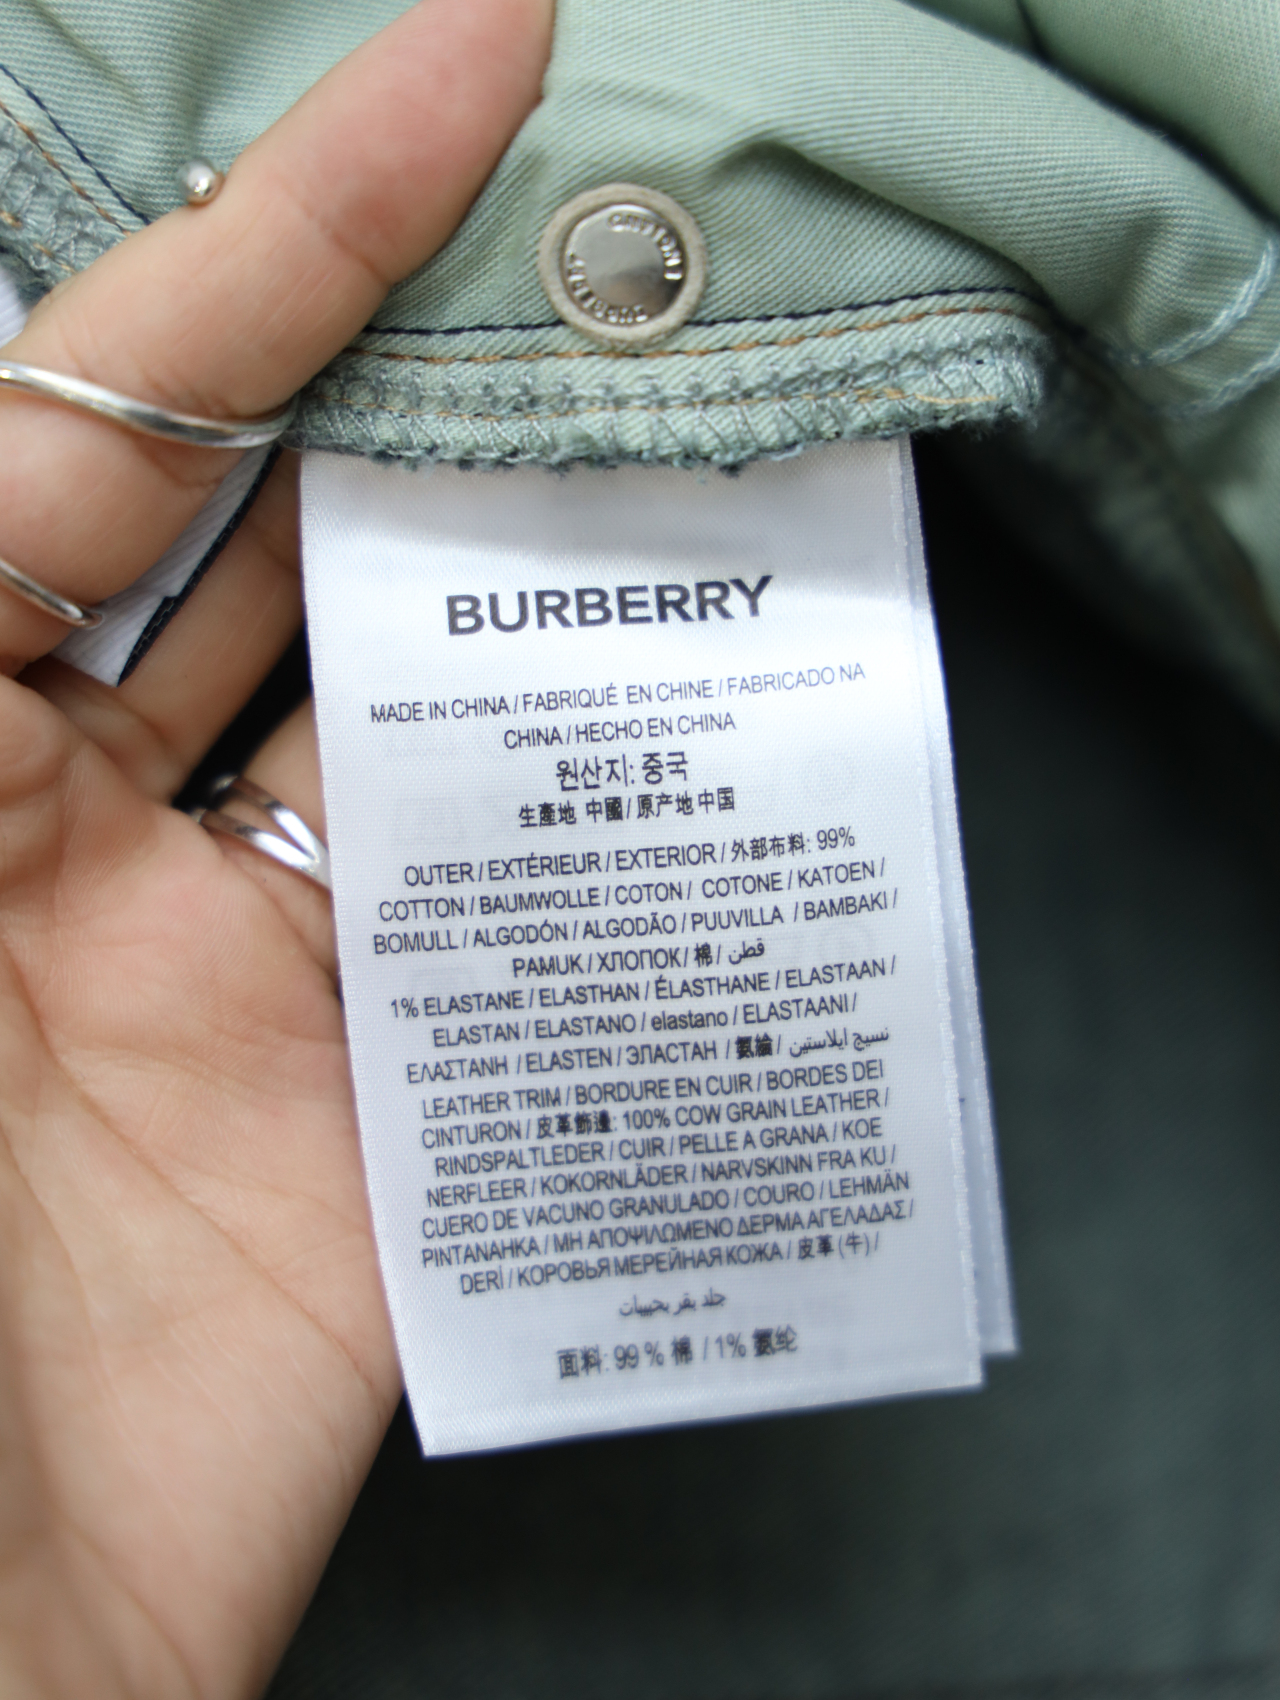 BURBERRY
MADE IN CHINA / FABRIQUÉ EN CHINE / FABRICADO NA
CHINA / HECHO EN CHINA
원산지: 중국
生產地 中國 / 原产地 中国
OUTER / EXTÉRIEUR / EXTERIOR / 外部布料: 99%
COTTON / BAUMWOLLE / COTON / COTONE / KATOEN /
BOMULL / ALGODÓN / ALGODÃO / PUUVILLA / BAMBAKI /
PAMUK / ХЛОПОК / 棉 / قطن
1% ELASTANE / ELASTHAN / ÉLASTHANE / ELASTAAN /
ELASTAN / ELASTANO / elastano / ELASTAANI /
ΕΛΑΣΤΑΝΗ / ELASTEN / ЭЛАСТАН / 氨綸 / نسيج ايلاستين
LEATHER TRIM / BORDURE EN CUIR / BORDES DEI
CINTURON / 皮革飾邊: 100% COW GRAIN LEATHER /
RINDSPALTLEDER / CUIR / PELLE A GRANA / KOE
NERFLEER / KOKORNLÄDER / NARVSKINN FRA KU /
CUERO DE VACUNO GRANULADO / COURO / LEHMÄN
PINTANAHKA / ΜΗ ΑΠΟΨΙΛΩΜΕΝΟ ΔΕΡΜΑ ΑΓΕΛΑΔΑΣ /
DERİ / КОРОВЬЯ МЕРЕЙНАЯ КОЖА / 皮革 (牛) /
جلد بقر بحبيبات
面料: 99 % 棉 / 1% 氨纶